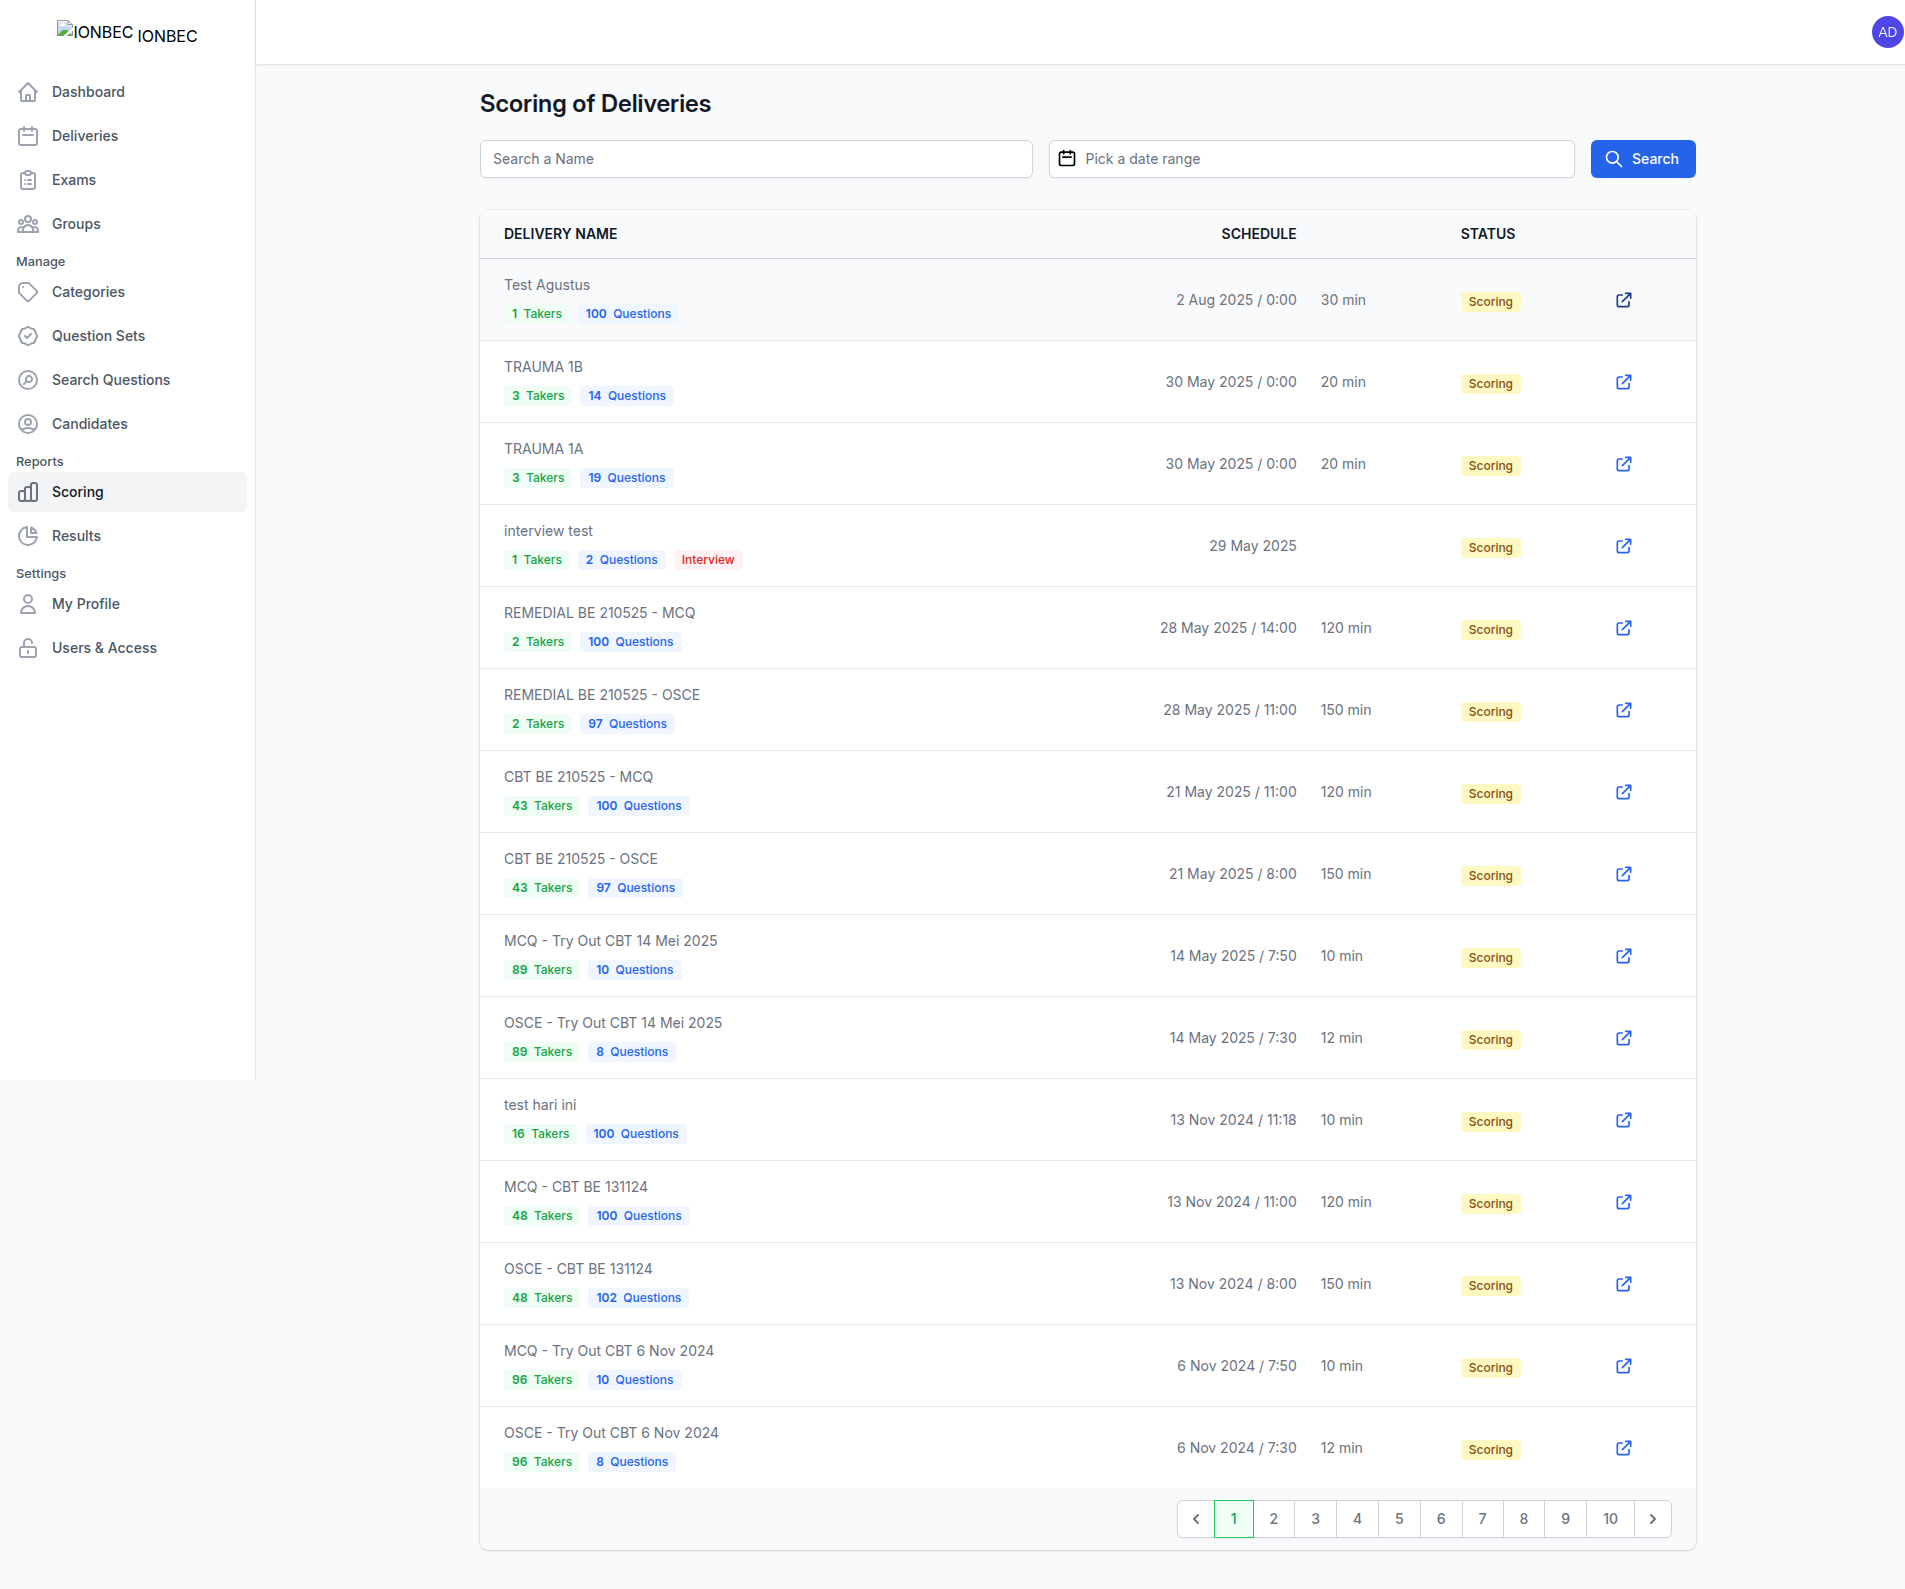 IONBEC IONBEC
AD
Dashboard
Deliveries
Exams
Groups
Manage
Categories
Question Sets
Search Questions
Candidates
Reports
Scoring
Results
Settings
My Profile
Users & Access
Scoring of Deliveries
Search a Name
Pick a date range
Search
DELIVERY NAME SCHEDULE STATUS
Test Agustus
1 Takers 100 Questions
2 Aug 2025 / 0:00 30 min Scoring
TRAUMA 1B
3 Takers 14 Questions
30 May 2025 / 0:00 20 min Scoring
TRAUMA 1A
3 Takers 19 Questions
30 May 2025 / 0:00 20 min Scoring
interview test
1 Takers 2 Questions Interview
29 May 2025 Scoring
REMEDIAL BE 210525 - MCQ
2 Takers 100 Questions
28 May 2025 / 14:00 120 min Scoring
REMEDIAL BE 210525 - OSCE
2 Takers 97 Questions
28 May 2025 / 11:00 150 min Scoring
CBT BE 210525 - MCQ
43 Takers 100 Questions
21 May 2025 / 11:00 120 min Scoring
CBT BE 210525 - OSCE
43 Takers 97 Questions
21 May 2025 / 8:00 150 min Scoring
MCQ - Try Out CBT 14 Mei 2025
89 Takers 10 Questions
14 May 2025 / 7:50 10 min Scoring
OSCE - Try Out CBT 14 Mei 2025
89 Takers 8 Questions
14 May 2025 / 7:30 12 min Scoring
test hari ini
16 Takers 100 Questions
13 Nov 2024 / 11:18 10 min Scoring
MCQ - CBT BE 131124
48 Takers 100 Questions
13 Nov 2024 / 11:00 120 min Scoring
OSCE - CBT BE 131124
48 Takers 102 Questions
13 Nov 2024 / 8:00 150 min Scoring
MCQ - Try Out CBT 6 Nov 2024
96 Takers 10 Questions
6 Nov 2024 / 7:50 10 min Scoring
OSCE - Try Out CBT 6 Nov 2024
96 Takers 8 Questions
6 Nov 2024 / 7:30 12 min Scoring
1 2 3 4 5 6 7 8 9 10